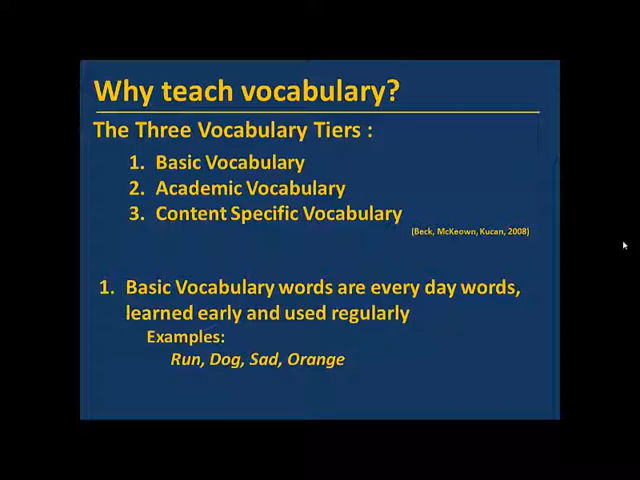 Why teach vocabulary?
The Three Vocabulary Tiers :
1. Basic Vocabulary
2. Academic Vocabulary
3. Content Specific Vocabulary
(Beck, McKeown, Kucan, 2008)
1. Basic Vocabulary words are every day words,
learned early and used regularly
Examples:
Run, Dog, Sad, Orange